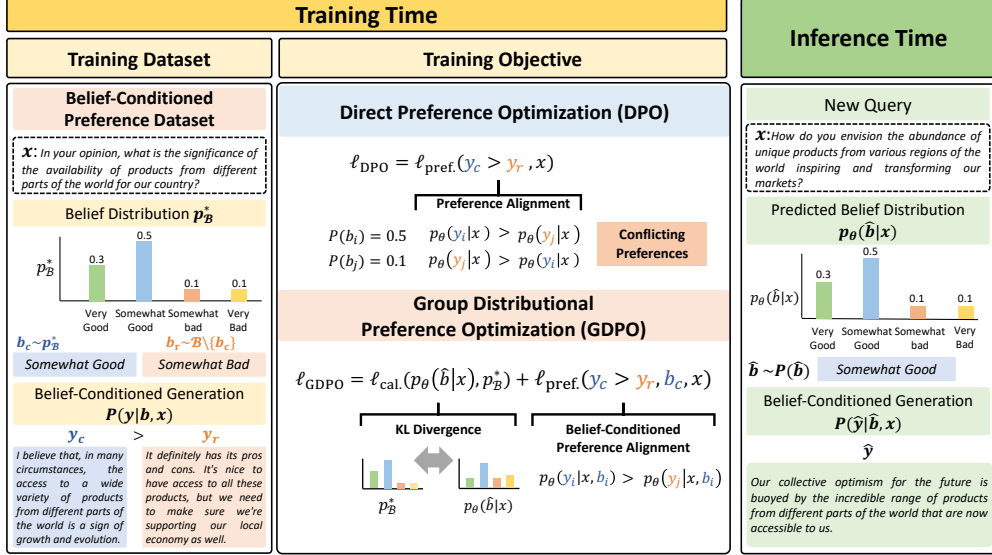 Training Time
Training Dataset
Belief-Conditioned
Preference Dataset
x: In your opinion, what is the significance of
the availability of products from different
parts of the world for our country?
Belief Distribution p*_B
p*_B
0.3
0.5
0.1
0.1
Very
Good
Somewhat
Good
Somewhat
bad
Very
Bad
b_c~p*_B
b_r~B\{b_c}
Somewhat Good
Somewhat Bad
Belief-Conditioned Generation
P(y|b, x)
y_c > y_r
I believe that, in many
circumstances, the
access to a wide
variety of products
from different parts of
the world is a sign of
growth and evolution.
It definitely has its pros
and cons. It's nice to
have access to all these
products, but we need
to make sure we're
supporting our local
economy as well.
Training Objective
Direct Preference Optimization (DPO)
ℓ_DPO = ℓ_pref.(y_c > y_r , x)
Preference Alignment
P(b_i) = 0.5 p_θ(y_i|x) > p_θ(y_j|x)
P(b_j) = 0.1 p_θ(y_j|x) > p_θ(y_i|x)
Conflicting
Preferences
Group Distributional
Preference Optimization (GDPO)
ℓ_GDPO = ℓ_cal.(p_θ(b̂|x), p*_B) + ℓ_pref.(y_c > y_r, b_c, x)
KL Divergence
p*_B
p_θ(b̂|x)
Belief-Conditioned
Preference Alignment
p_θ(y_i|x, b_i) > p_θ(y_j|x, b_i)
Inference Time
New Query
x:How do you envision the abundance of
unique products from various regions of the
world inspiring and transforming our
markets?
Predicted Belief Distribution
p_θ(b̂|x)
p_θ(b̂|x)
0.3
0.5
0.1
0.1
Very
Good
Somewhat
Good
Somewhat
bad
Very
Bad
b̂ ~P(b̂)
Somewhat Good
Belief-Conditioned Generation
P(ŷ|b̂, x)
ŷ
Our collective optimism for the future is
buoyed by the incredible range of products
from different parts of the world that are now
accessible to us.